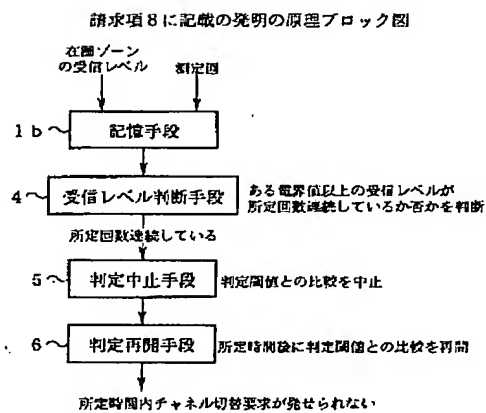 請求項8に記載の発明の原理ブロック図
在圏ゾーン
の受信レベル
測定回
1b
記憶手段
4
受信レベル判断手段
ある電界値以上の受信レベルが
所定回数連続しているか否かを判断
所定回数連続している
5
判定中止手段
判定閾値との比較を中止
6
判定再開手段
所定時間後に判定閾値との比較を再開
所定時間内チャネル切替要求が発せられない